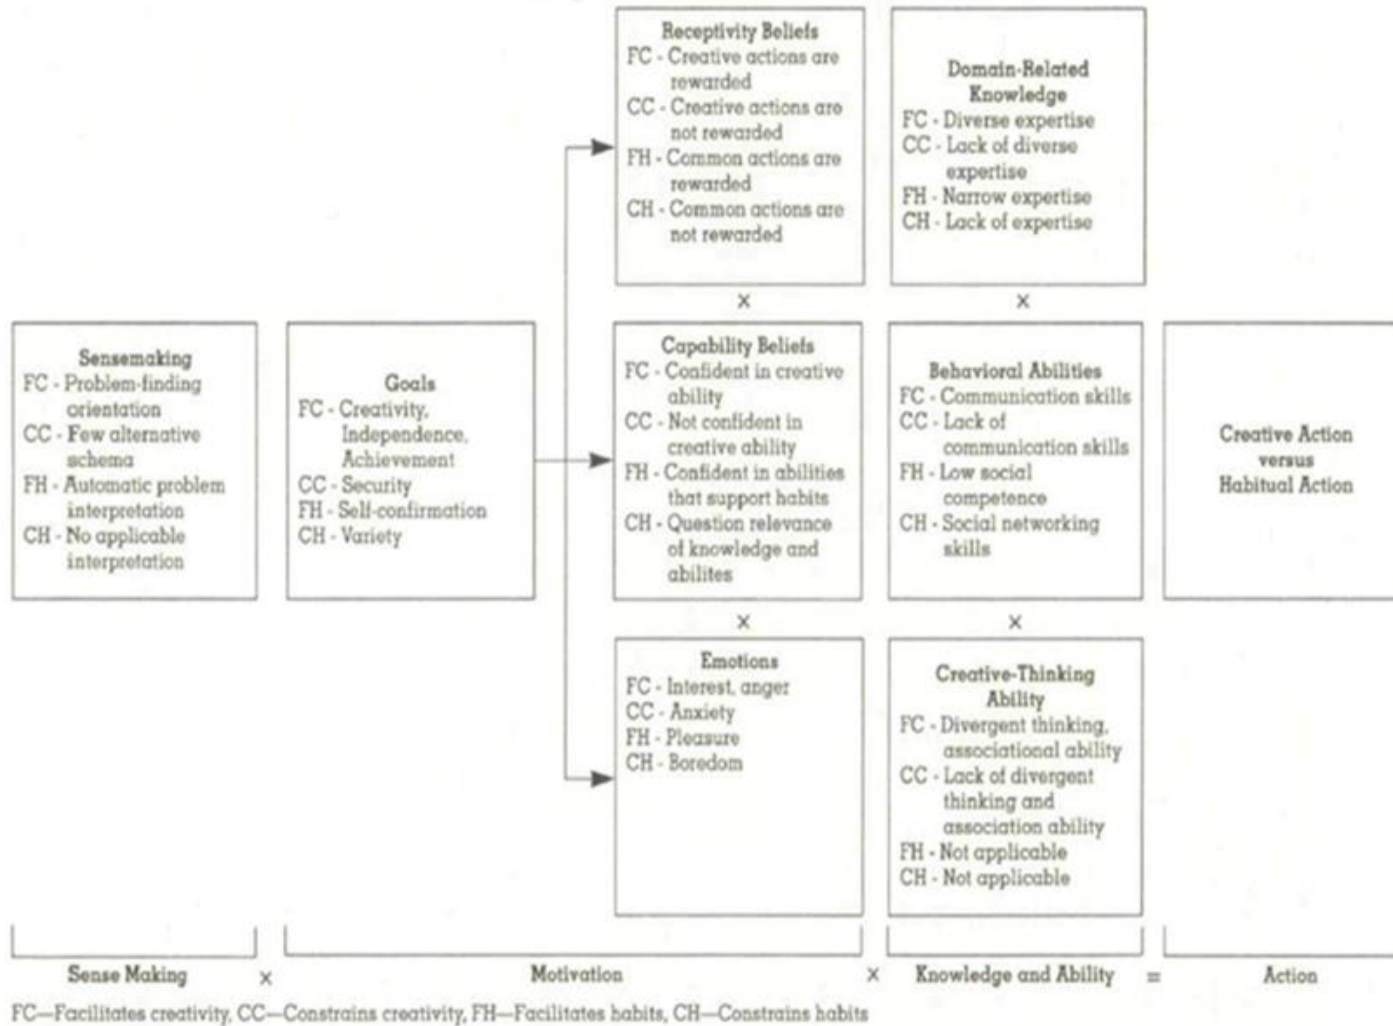 Receptivity Beliefs
FC - Creative actions are
rewarded
CC - Creative actions are
not rewarded
FH - Common actions are
rewarded
CH - Common actions are
not rewarded
Domain-Related
Knowledge
FC - Diverse expertise
CC - Lack of diverse
expertise
FH - Narrow expertise
CH - Lack of expertise
x
x
Sensemaking
FC - Problem-finding
orientation
CC - Few alternative
schema
FH - Automatic problem
interpretation
CH - No applicable
interpretation
Goals
FC - Creativity,
Independence,
Achievement
CC - Security
FH - Self-confirmation
CH - Variety
Capability Beliefs
FC - Confident in creative
ability
CC - Not confident in
creative ability
FH - Confident in abilities
that support habits
CH - Question relevance
of knowledge and
abilites
Behavioral Abilities
FC - Communication skills
CC - Lack of
communication skills
FH - Low social
competence
CH - Social networking
skills
Creative Action
versus
Habitual Action
x
x
Emotions
FC - Interest, anger
CC - Anxiety
FH - Pleasure
CH - Boredom
Creative-Thinking
Ability
FC - Divergent thinking,
associational ability
CC - Lack of divergent
thinking and
association ability
FH - Not applicable
CH - Not applicable
Sense Making x Motivation x Knowledge and Ability = Action
FC—Facilitates creativity, CC—Constrains creativity, FH—Facilitates habits, CH—Constrains habits